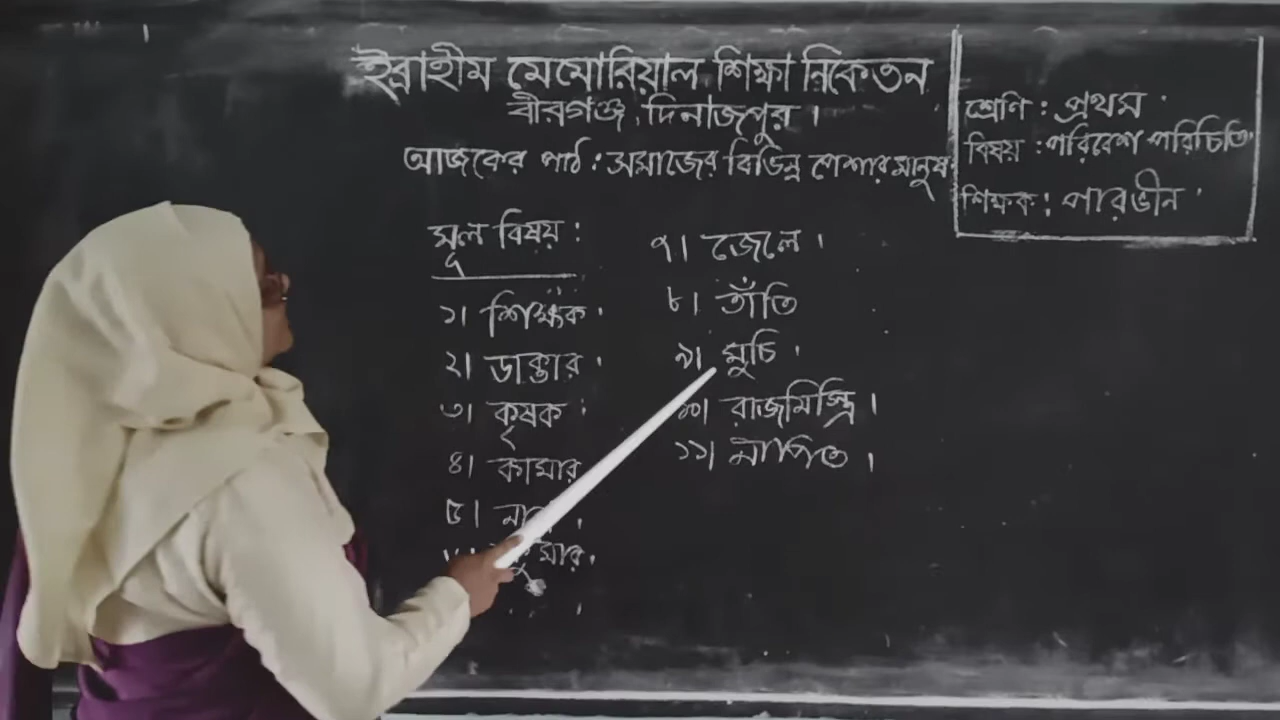 ইব্রাহীম মেমোরিয়াল শিক্ষা নিকেতন
বীরগঞ্জ, দিনাজপুর।
আজকের পাঠ : সমাজের বিভিন্ন পেশার মানুষ
শ্রেণি : প্রথম
বিষয় : পরিবেশ পরিচিতি
শিক্ষক : পারভীন
মূল বিষয় :
১। শিক্ষক
২। ডাক্তার
৩। কৃষক
৪। কামার
৫।
৭। জেলে।
৮। তাঁতি
৯। মুচি
১০। রাজমিস্ত্রি।
১১। নাপিত।